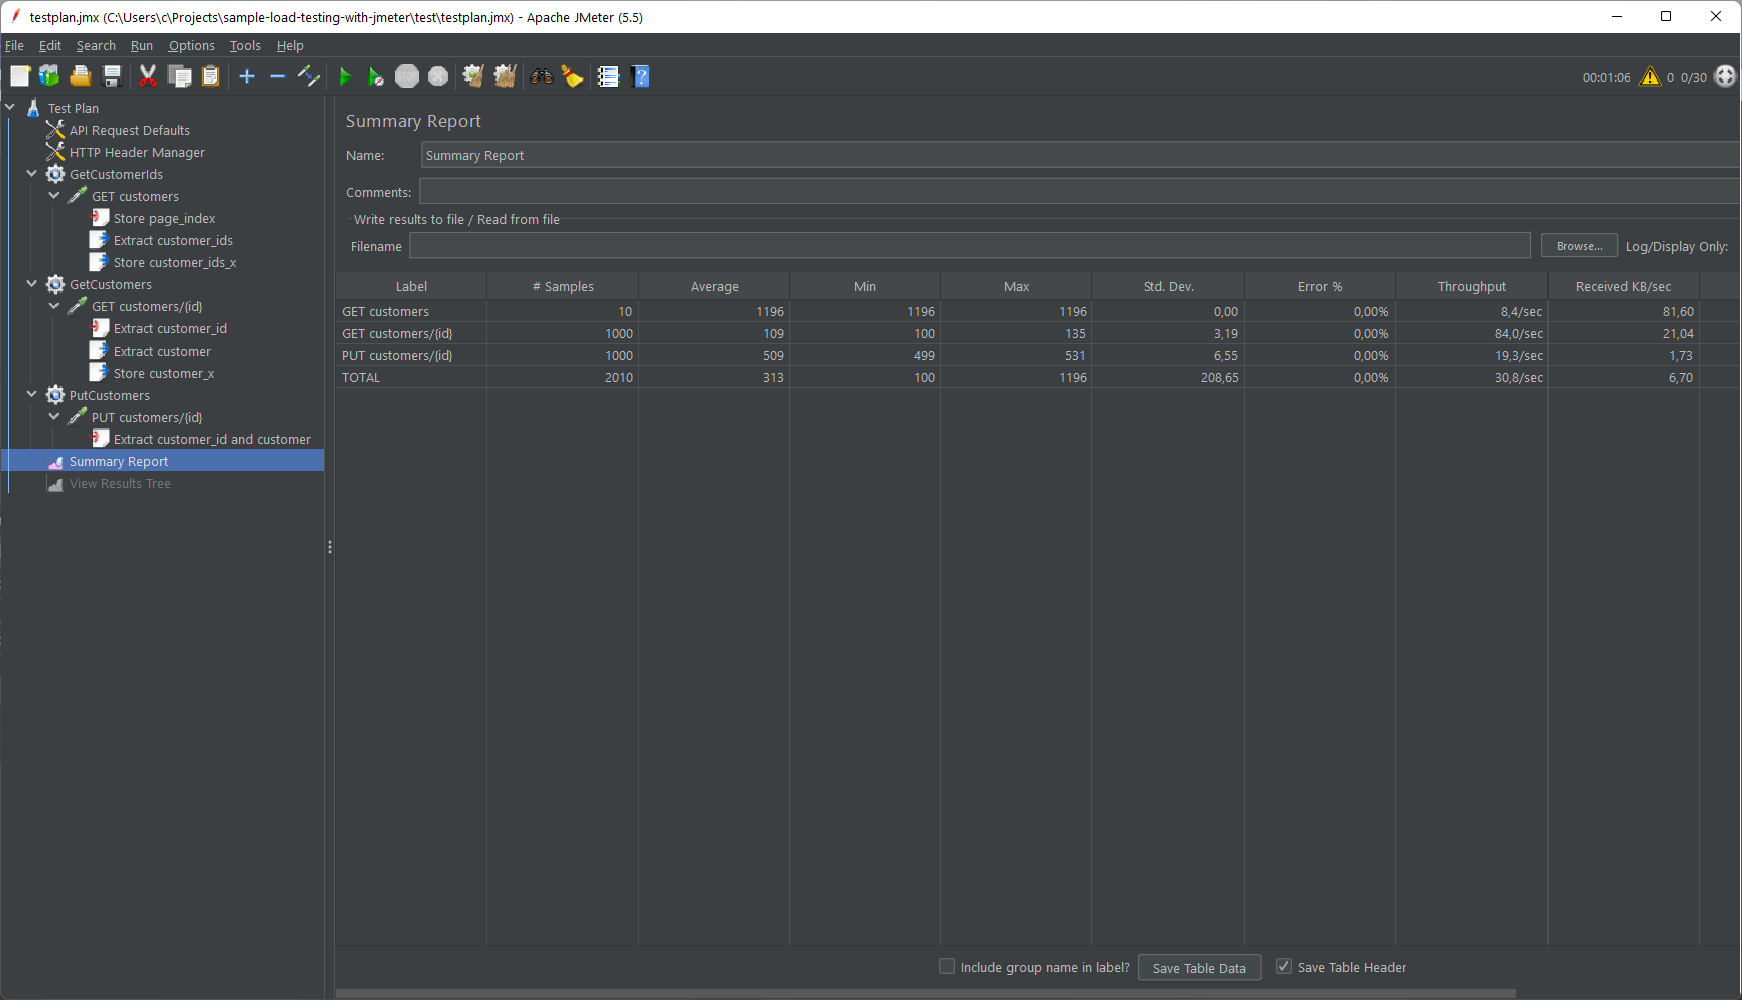 testplan.jmx (C:\Users\c\Projects\sample-load-testing-with-jmeter\test\testplan.jmx) - Apache JMeter (5.5)
File Edit Search Run Options Tools Help
STOP 00:01:06 0 0/30
Test Plan
API Request Defaults
HTTP Header Manager
GetCustomerIds
GET customers
Store page_index
Extract customer_ids
Store customer_ids_x
GetCustomers
GET customers/{id}
Extract customer_id
Extract customer
Store customer_x
PutCustomers
PUT customers/{id}
Extract customer_id and customer
Summary Report
View Results Tree
Summary Report
Name: Summary Report
Comments:
Write results to file / Read from file
Filename Browse... Log/Display Only:
Label # Samples Average Min Max Std. Dev. Error % Throughput Received KB/sec
GET customers 10 1196 1196 1196 0,00 0,00% 8,4/sec 81,60
GET customers/{id} 1000 109 100 135 3,19 0,00% 84,0/sec 21,04
PUT customers/{id} 1000 509 499 531 6,55 0,00% 19,3/sec 1,73
TOTAL 2010 313 100 1196 208,65 0,00% 30,8/sec 6,70
Include group name in label? Save Table Data Save Table Header